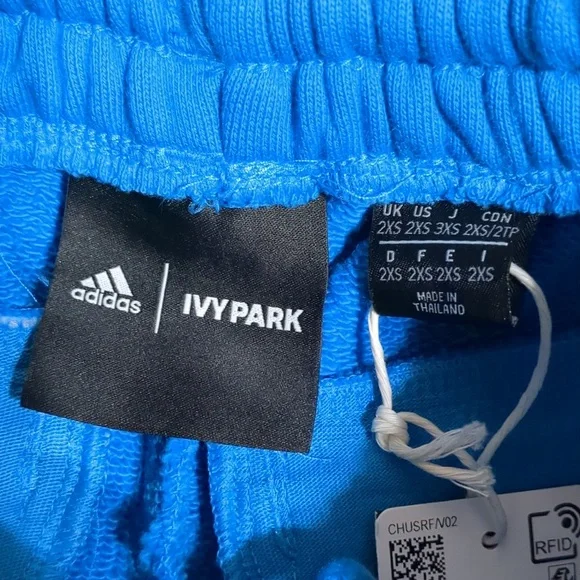 adidas | IVY PARK
UK US J CDN
2XS 2XS 3XS 2XS/2TP
D F E I
2XS 2XS 2XS 2XS
MADE IN
THAILAND
CHUSRF/V02
RFID